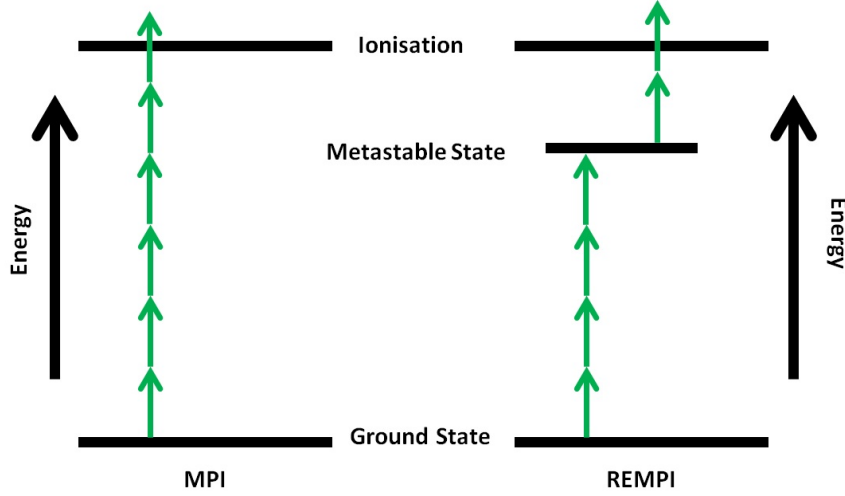 Ionisation
Metastable State
Energy
Energy
Ground State
MPI
REMPI